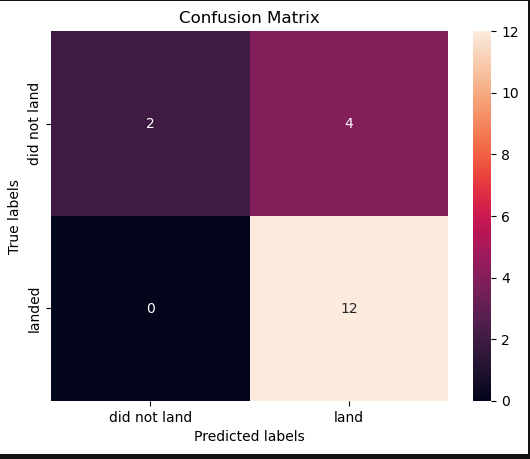 Confusion Matrix
True labels
did not land
landed
2
4
0
12
did not land
land
Predicted labels
12
10
8
6
4
2
0